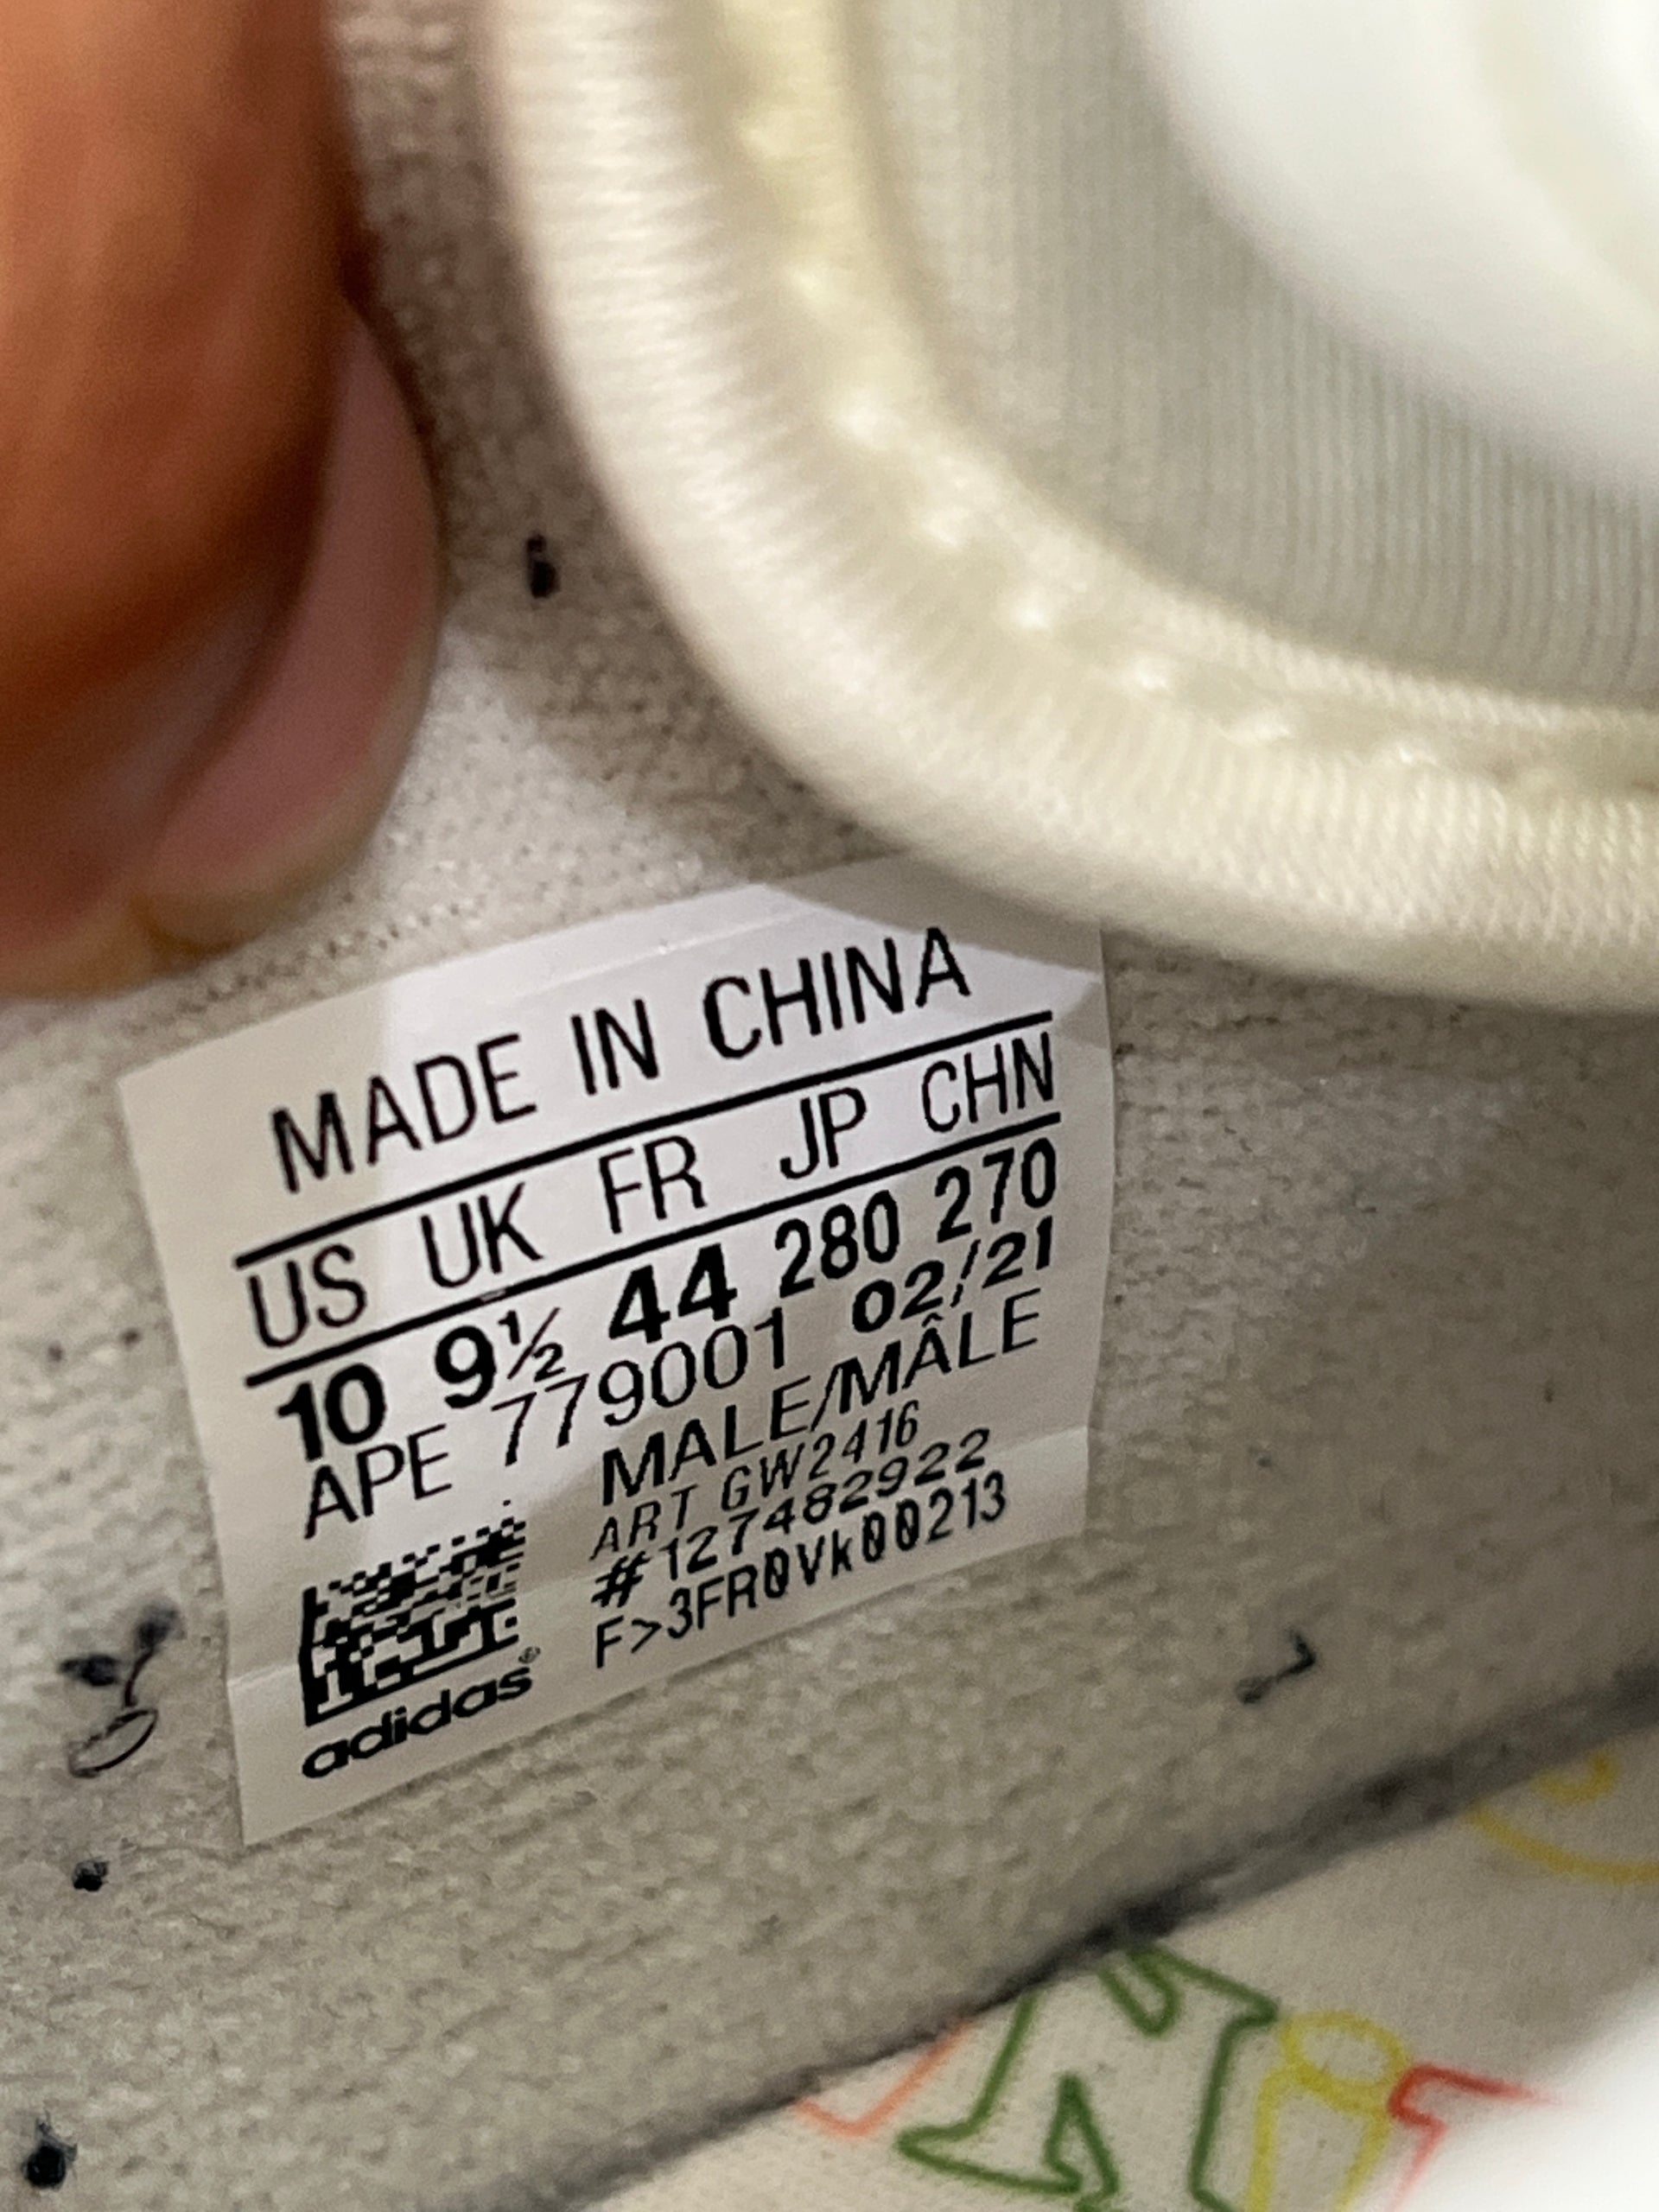 MADE IN CHINA
US UK FR JP CHN
10 9½ 44 280 270
APE 779001 02/21
MALE/MÂLE
ART GW2416
#127482922
F>3FR0Vk00213
adidas®